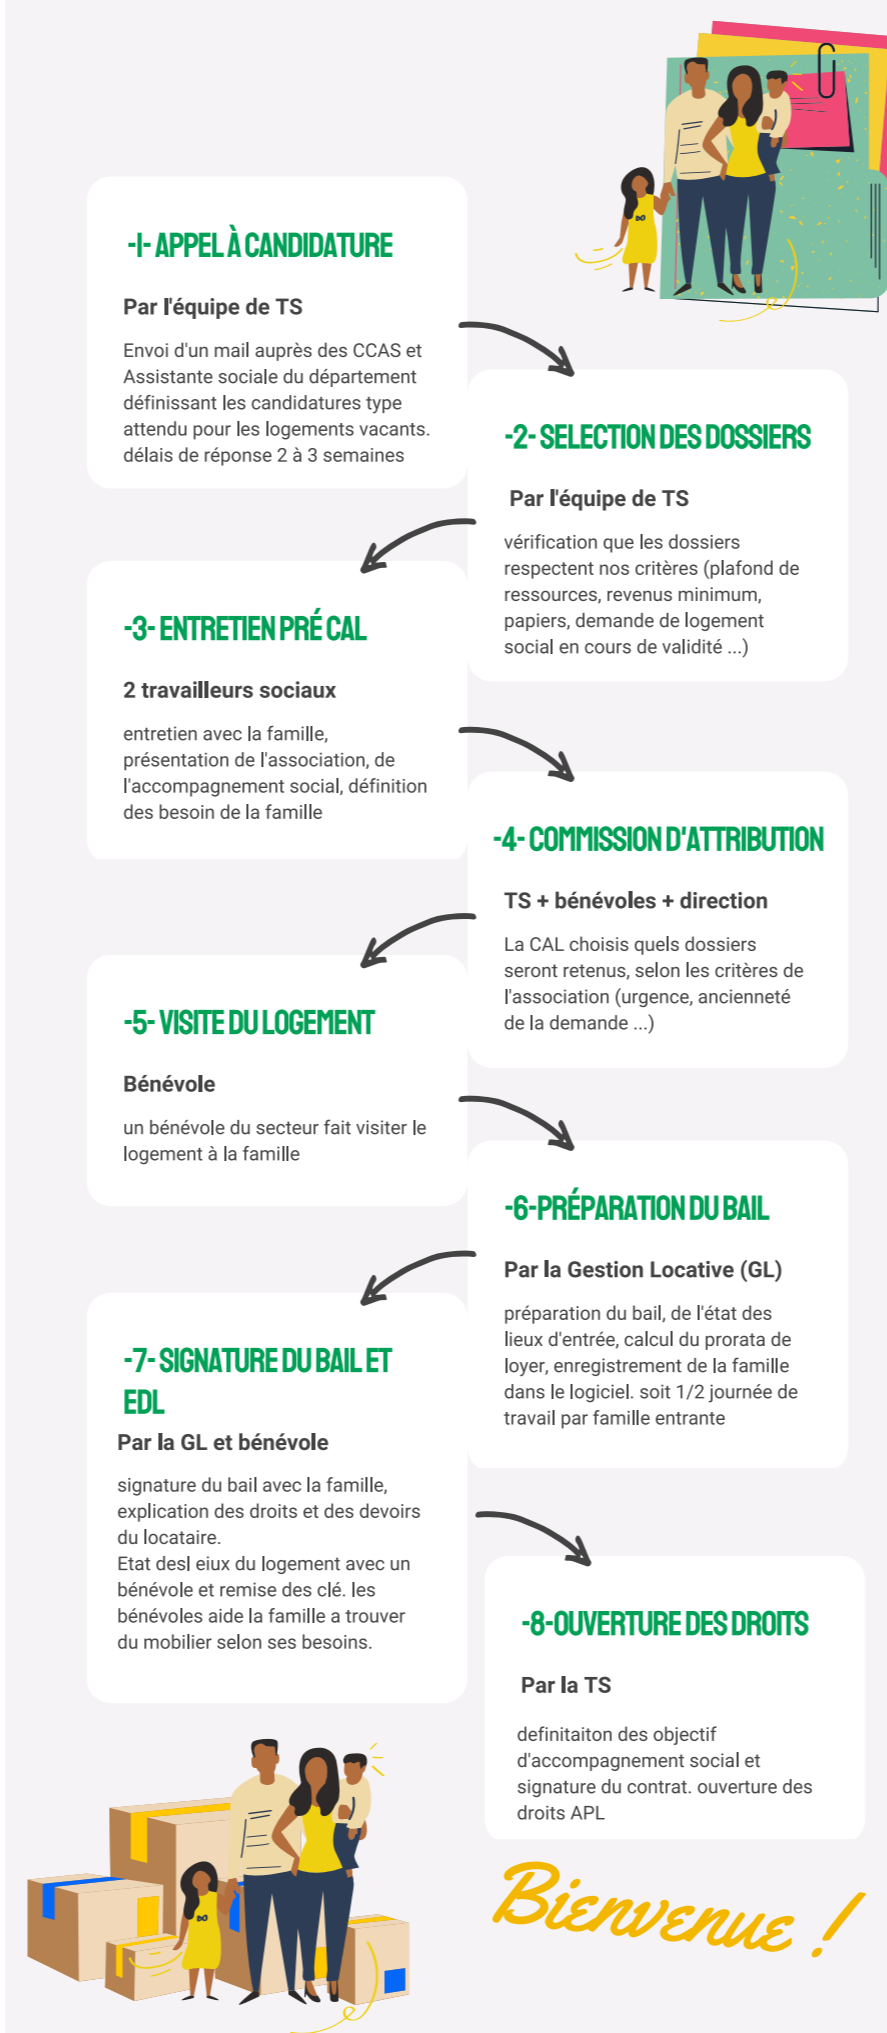 -1- APPEL À CANDIDATURE
Par l'équipe de TS
Envoi d'un mail auprès des CCAS et
Assistante sociale du département
définissant les candidatures type
attendu pour les logements vacants.
délais de réponse 2 à 3 semaines
-2- SELECTION DES DOSSIERS
Par l'équipe de TS
vérification que les dossiers
respectent nos critères (plafond de
ressources, revenus minimum,
papiers, demande de logement
social en cours de validité ...)
-3- ENTRETIEN PRÉ CAL
2 travailleurs sociaux
entretien avec la famille,
présentation de l'association, de
l'accompagnement social, définition
des besoin de la famille
-4- COMMISSION D'ATTRIBUTION
TS + bénévoles + direction
La CAL choisis quels dossiers
seront retenus, selon les critères de
l'association (urgence, ancienneté
de la demande ...)
-5- VISITE DU LOGEMENT
Bénévole
un bénévole du secteur fait visiter le
logement à la famille
-6-PRÉPARATION DU BAIL
Par la Gestion Locative (GL)
préparation du bail, de l'état des
lieux d'entrée, calcul du prorata de
loyer, enregistrement de la famille
dans le logiciel. soit 1/2 journée de
travail par famille entrante
-7- SIGNATURE DU BAIL ET
EDL
Par la GL et bénévole
signature du bail avec la famille,
explication des droits et des devoirs
du locataire.
Etat desl eiux du logement avec un
bénévole et remise des clé. les
bénévoles aide la famille a trouver
du mobilier selon ses besoins.
-8-OUVERTURE DES DROITS
Par la TS
definitaiton des objectif
d'accompagnement social et
signature du contrat. ouverture des
droits APL
Bienvenue !